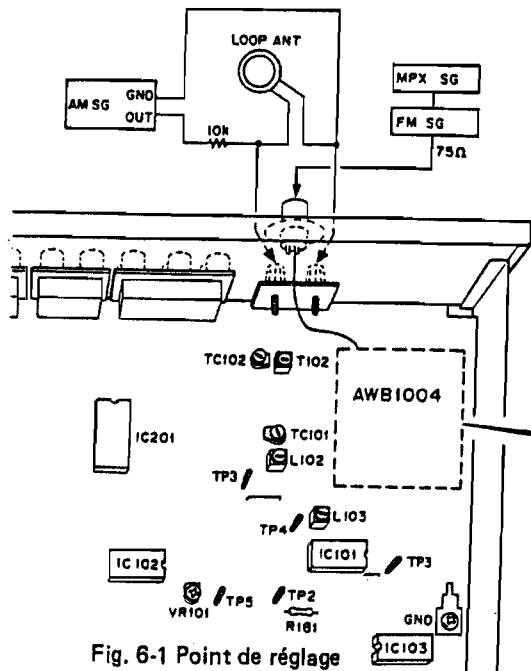 LOOP ANT
MPX SG
AM SG
GND
OUT
FM SG
10k
75Ω
TC102
T102
AWB1004
IC201
TC101
L102
TP3
TP4
L103
IC102
IC101
TP3
VR101
TP5
TP2
R161
GND
IC103
Fig. 6-1 Point de réglage